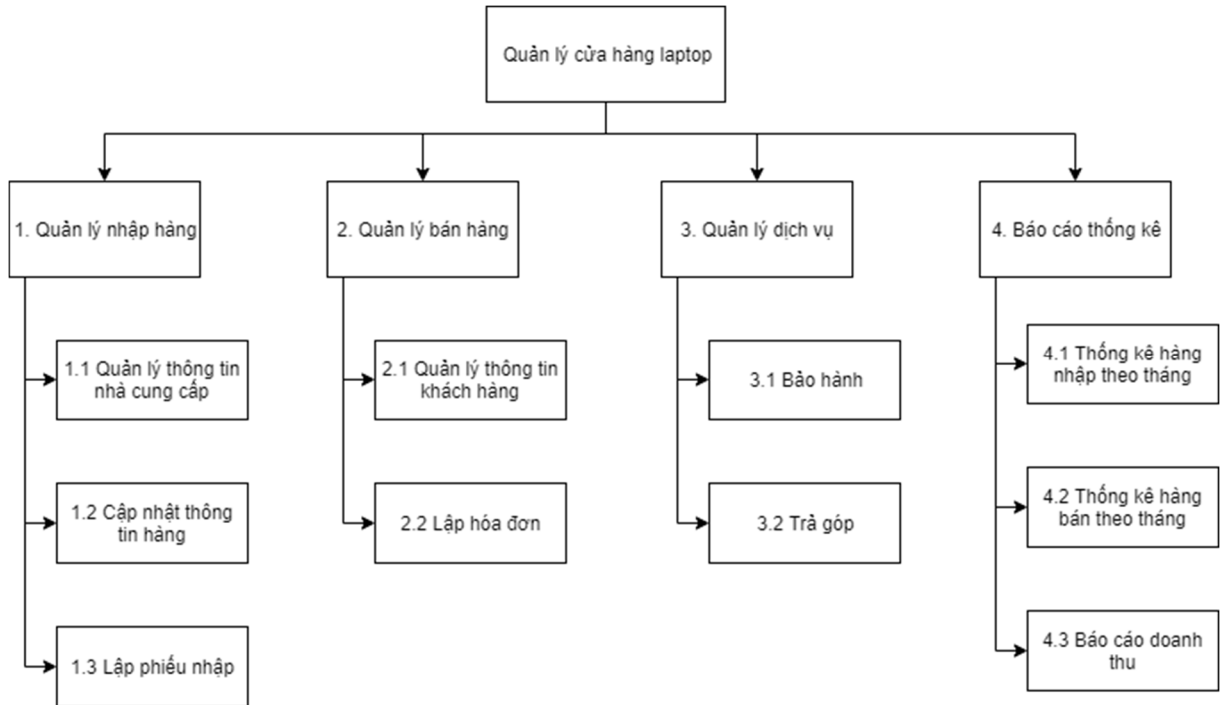 Quản lý cửa hàng laptop
1. Quản lý nhập hàng
2. Quản lý bán hàng
3. Quản lý dịch vụ
4. Báo cáo thống kê
1.1 Quản lý thông tin
nhà cung cấp
2.1 Quản lý thông tin
khách hàng
3.1 Bảo hành
4.1 Thống kê hàng
nhập theo tháng
1.2 Cập nhật thông
tin hàng
2.2 Lập hóa đơn
3.2 Trả góp
4.2 Thống kê hàng
bán theo tháng
1.3 Lập phiếu nhập
4.3 Báo cáo doanh
thu